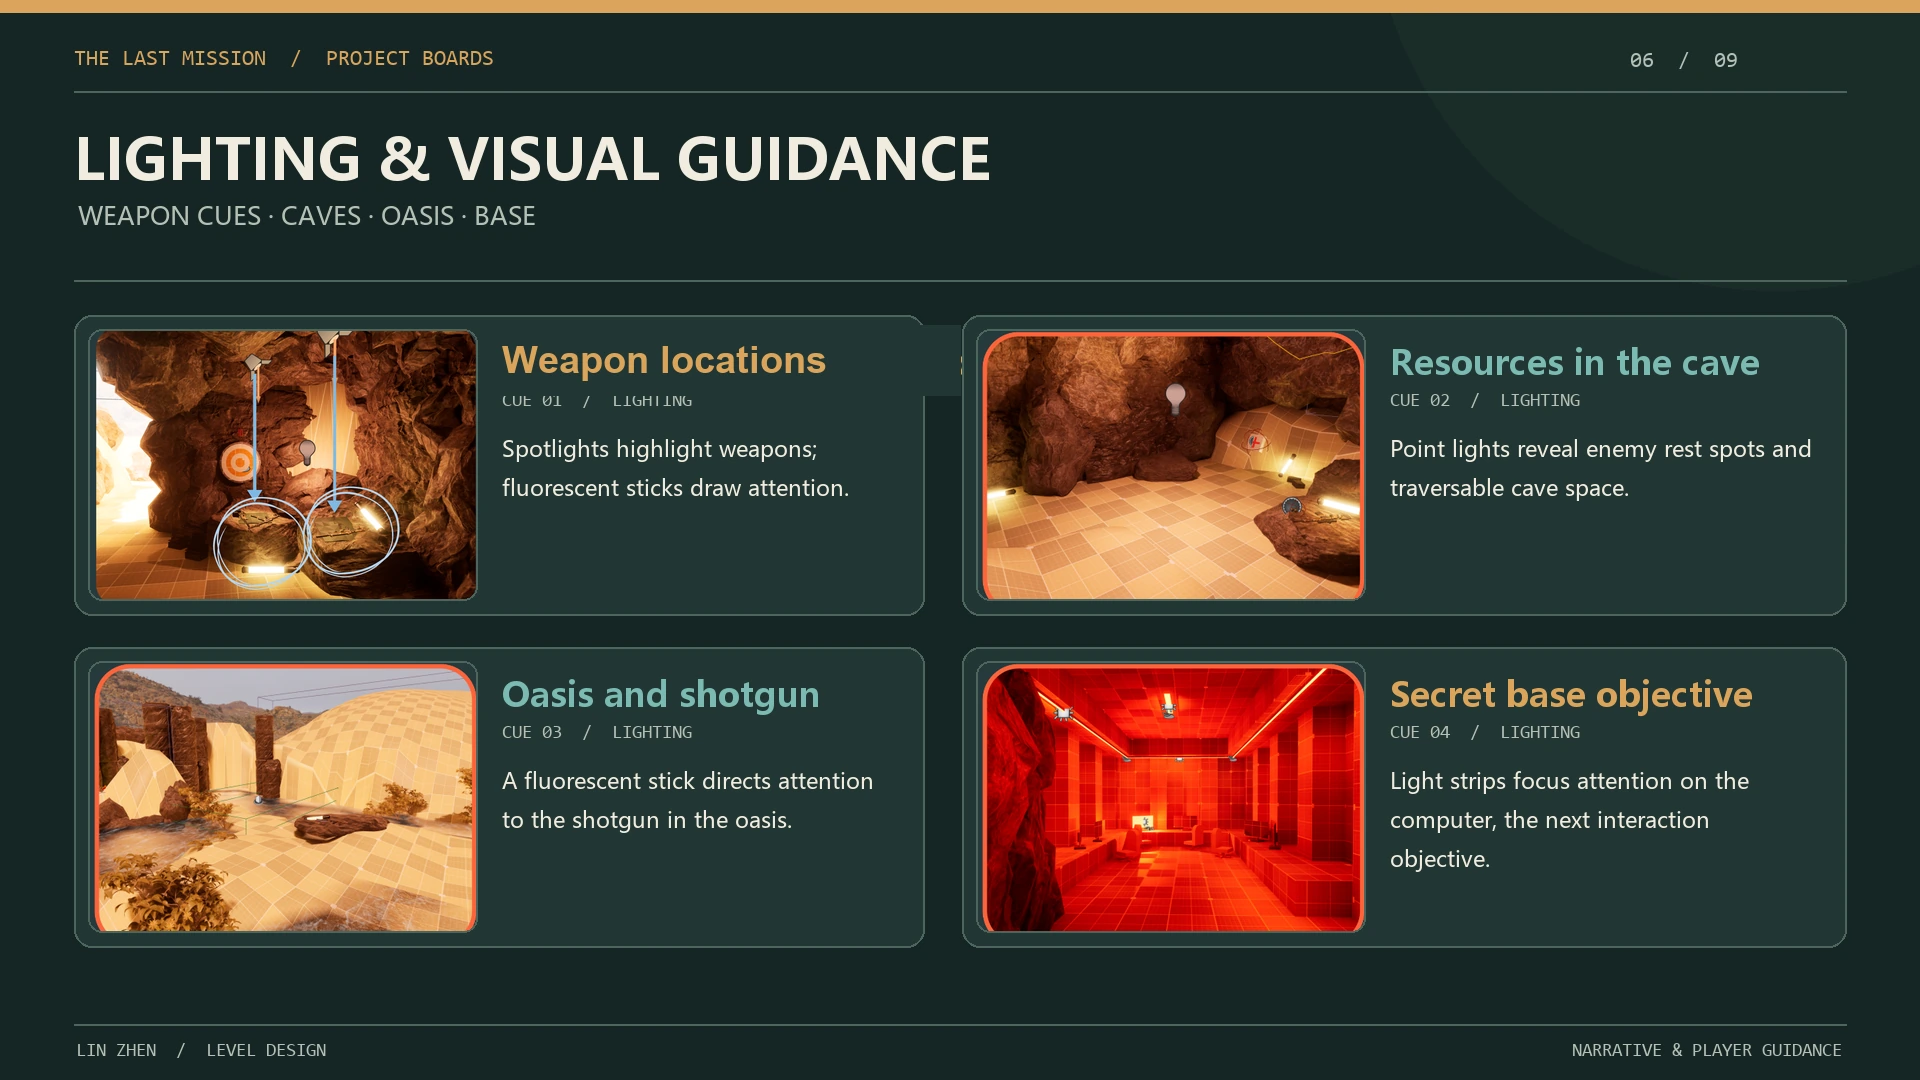 THE LAST MISSION / PROJECT BOARDS
06 / 09
LIGHTING & VISUAL GUIDANCE
WEAPON CUES · CAVES · OASIS · BASE
Weapon locations
CUE 01 / LIGHTING
Spotlights highlight weapons;
fluorescent sticks draw attention.
Resources in the cave
CUE 02 / LIGHTING
Point lights reveal enemy rest spots and
traversable cave space.
Oasis and shotgun
CUE 03 / LIGHTING
A fluorescent stick directs attention
to the shotgun in the oasis.
Secret base objective
CUE 04 / LIGHTING
Light strips focus attention on the
computer, the next interaction
objective.
LIN ZHEN / LEVEL DESIGN
NARRATIVE & PLAYER GUIDANCE